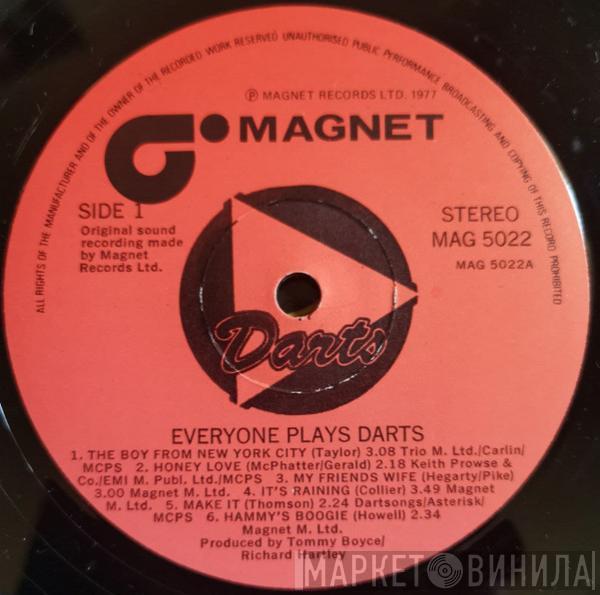 ALL RIGHTS OF THE MANUFACTURER AND OF THE OWNER OF THE RECORDED WORK RESERVED UNAUTHORISED PUBLIC PERFORMANCE BROADCASTING AND COPYING OF THIS RECORD PROHIBITED
℗ MAGNET RECORDS LTD. 1977
MAGNET
SIDE 1
Original sound
recording made
by Magnet
Records Ltd.
STEREO
MAG 5022
MAG 5022A
Darts
EVERYONE PLAYS DARTS
1. THE BOY FROM NEW YORK CITY (Taylor) 3.08 Trio M. Ltd./Carlin/
MCPS 2. HONEY LOVE (McPhatter/Gerald) 2.18 Keith Prowse &
Co./EMI M. Publ. Ltd./MCPS 3. MY FRIENDS WIFE (Hegarty/Pike)
3.00 Magnet M. Ltd. 4. IT'S RAINING (Collier) 3.49 Magnet
M. Ltd. 5. MAKE IT (Thomson) 2.24 Dartsongs/Asterisk/
MCPS 6. HAMMY'S BOOGIE (Howell) 2.34
Magnet M. Ltd.
Produced by Tommy Boyce/
Richard Hartley
МАРКЕТ ВИНИЛА